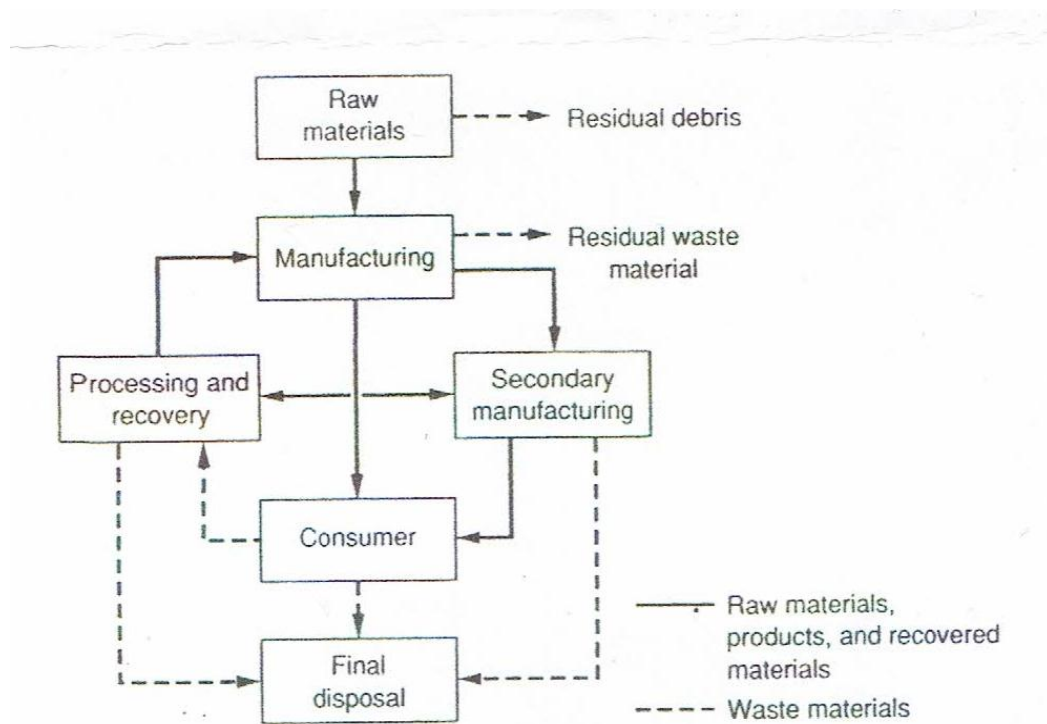 Raw
materials
Residual debris
Manufacturing
Residual waste
material
Processing and
recovery
Secondary
manufacturing
Consumer
Final
disposal
Raw materials,
products, and recovered
materials
Waste materials